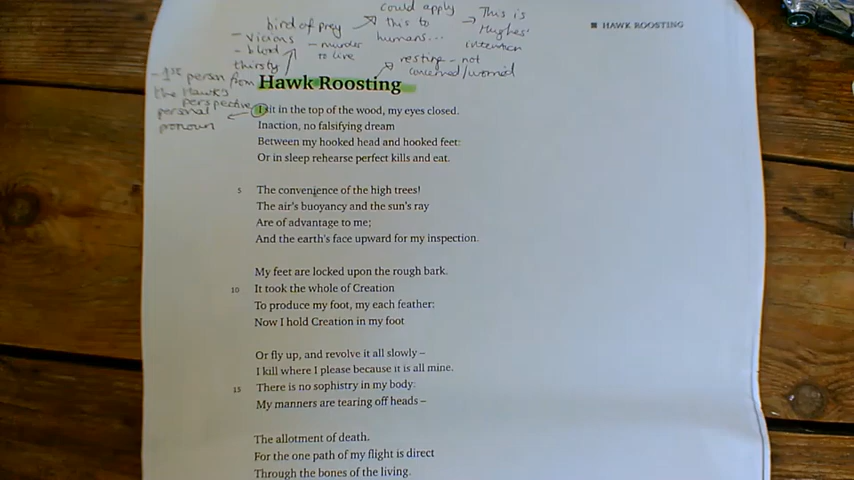 could apply
this to
humans...
This is
Hughes'
intention
■ HAWK ROOSTING
bird of prey
- vicious
- blood
thirsty
- murder
to live
resting - not
concerned/worried
- 1st person from
the Hawk's
perspective
personal
pronoun
Hawk Roosting
I sit in the top of the wood, my eyes closed.
Inaction, no falsifying dream
Between my hooked head and hooked feet:
Or in sleep rehearse perfect kills and eat.
5 The convenience of the high trees!
The air's buoyancy and the sun's ray
Are of advantage to me;
And the earth's face upward for my inspection.
My feet are locked upon the rough bark.
10 It took the whole of Creation
To produce my foot, my each feather:
Now I hold Creation in my foot
Or fly up, and revolve it all slowly –
I kill where I please because it is all mine.
15 There is no sophistry in my body:
My manners are tearing off heads –
The allotment of death.
For the one path of my flight is direct
Through the bones of the living.